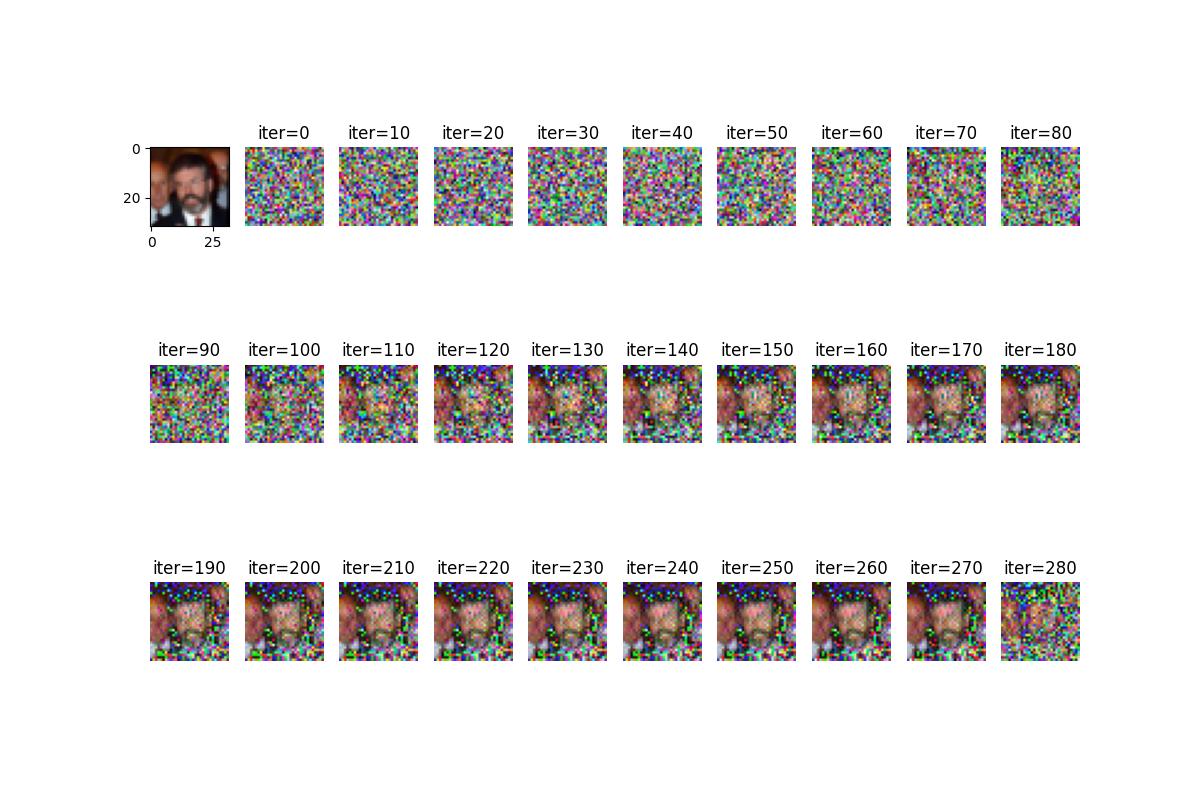 iter=0 iter=10 iter=20 iter=30 iter=40 iter=50 iter=60 iter=70 iter=80
0
20
0 25
iter=90 iter=100 iter=110 iter=120 iter=130 iter=140 iter=150 iter=160 iter=170 iter=180
iter=190 iter=200 iter=210 iter=220 iter=230 iter=240 iter=250 iter=260 iter=270 iter=280